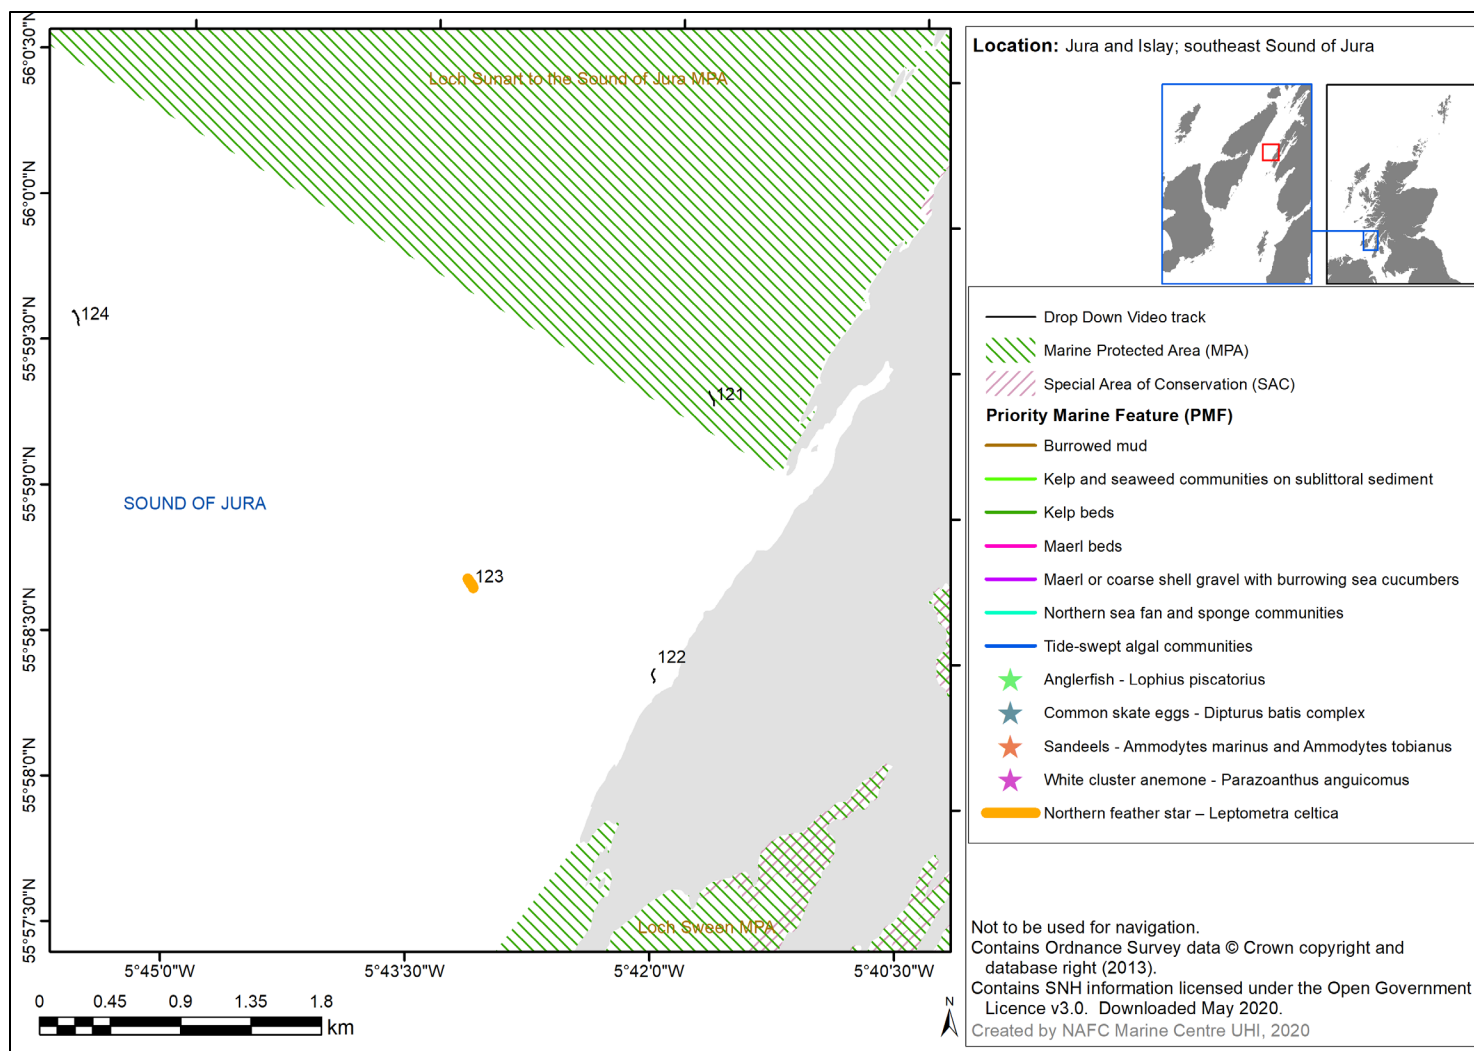 56°0'30"N
56°0'0"N
55°59'30"N
55°59'0"N
55°58'30"N
55°58'0"N
55°57'30"N
Loch Sunart to the Sound of Jura MPA
124
121
SOUND OF JURA
123
122
Loch Sween MPA
5°45'0"W
5°43'30"W
5°42'0"W
5°40'30"W
0 0.45 0.9 1.35 1.8
km
N
Location: Jura and Islay; southeast Sound of Jura
Drop Down Video track
Marine Protected Area (MPA)
Special Area of Conservation (SAC)
Priority Marine Feature (PMF)
Burrowed mud
Kelp and seaweed communities on sublittoral sediment
Kelp beds
Maerl beds
Maerl or coarse shell gravel with burrowing sea cucumbers
Northern sea fan and sponge communities
Tide-swept algal communities
Anglerfish - Lophius piscatorius
Common skate eggs - Dipturus batis complex
Sandeels - Ammodytes marinus and Ammodytes tobianus
White cluster anemone - Parazoanthus anguicomus
Northern feather star – Leptometra celtica
Not to be used for navigation.
Contains Ordnance Survey data © Crown copyright and
database right (2013).
Contains SNH information licensed under the Open Government
Licence v3.0. Downloaded May 2020.
Created by NAFC Marine Centre UHI, 2020